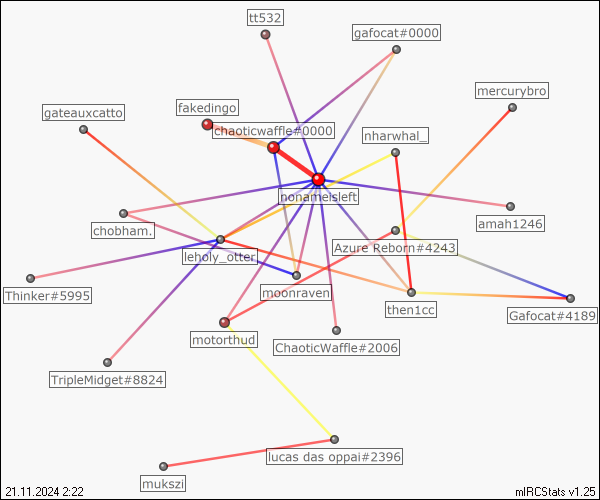 tt532
gafocat#0000
mercurybro
fakedingo
gateauxcatto
chaoticwaffle#0000
nharwhal_
nonameisleft
amah1246
chobham.
Azure Reborn#4243
leholy_otter
moonraven
Thinker#5995
then1cc
Gafocat#4189
motorthud
ChaoticWaffle#2006
TripleMidget#8824
lucas das oppai#2396
mukszi
21.11.2024 2:22
mIRCStats v1.25